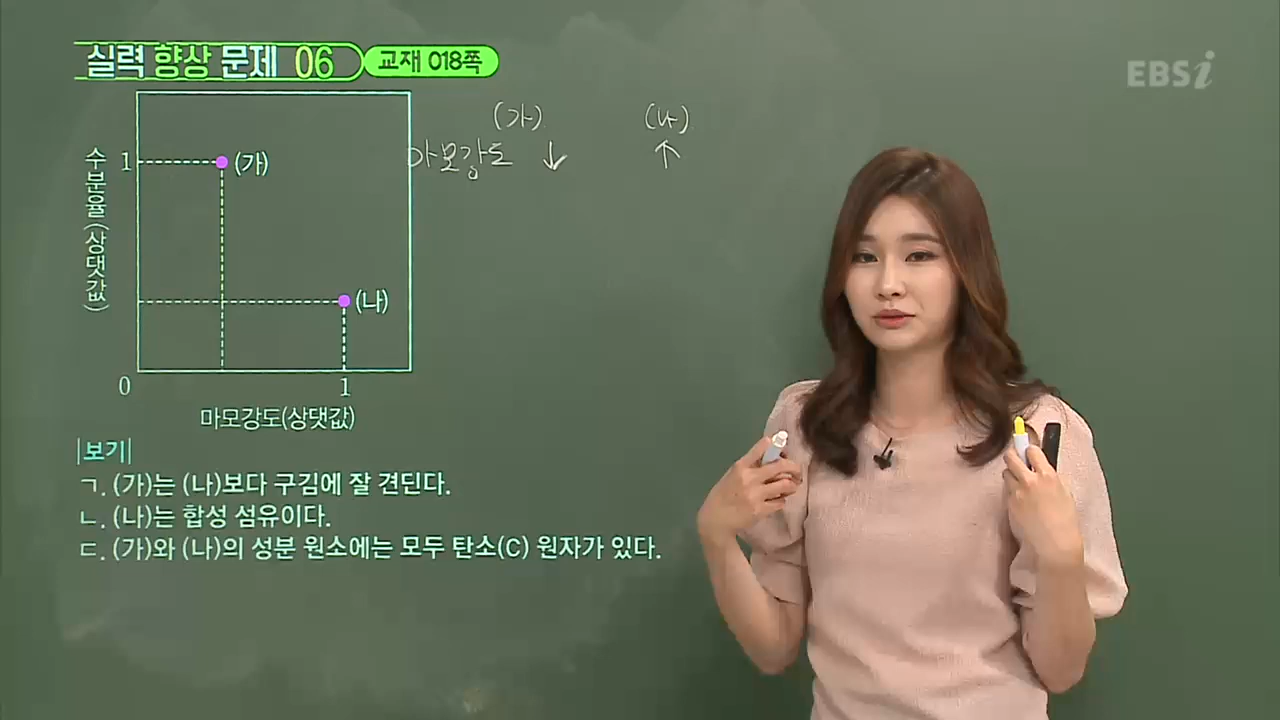 실력 향상 문제 06 교재 018쪽
EBSi
수분율(상댓값)
1
(가)
(나)
0
1
마모강도(상댓값)
(가) (나)
마모강도 ↓ ↑
|보기|
ㄱ. (가)는 (나)보다 구김에 잘 견딘다.
ㄴ. (나)는 합성 섬유이다.
ㄷ. (가)와 (나)의 성분 원소에는 모두 탄소(C) 원자가 있다.